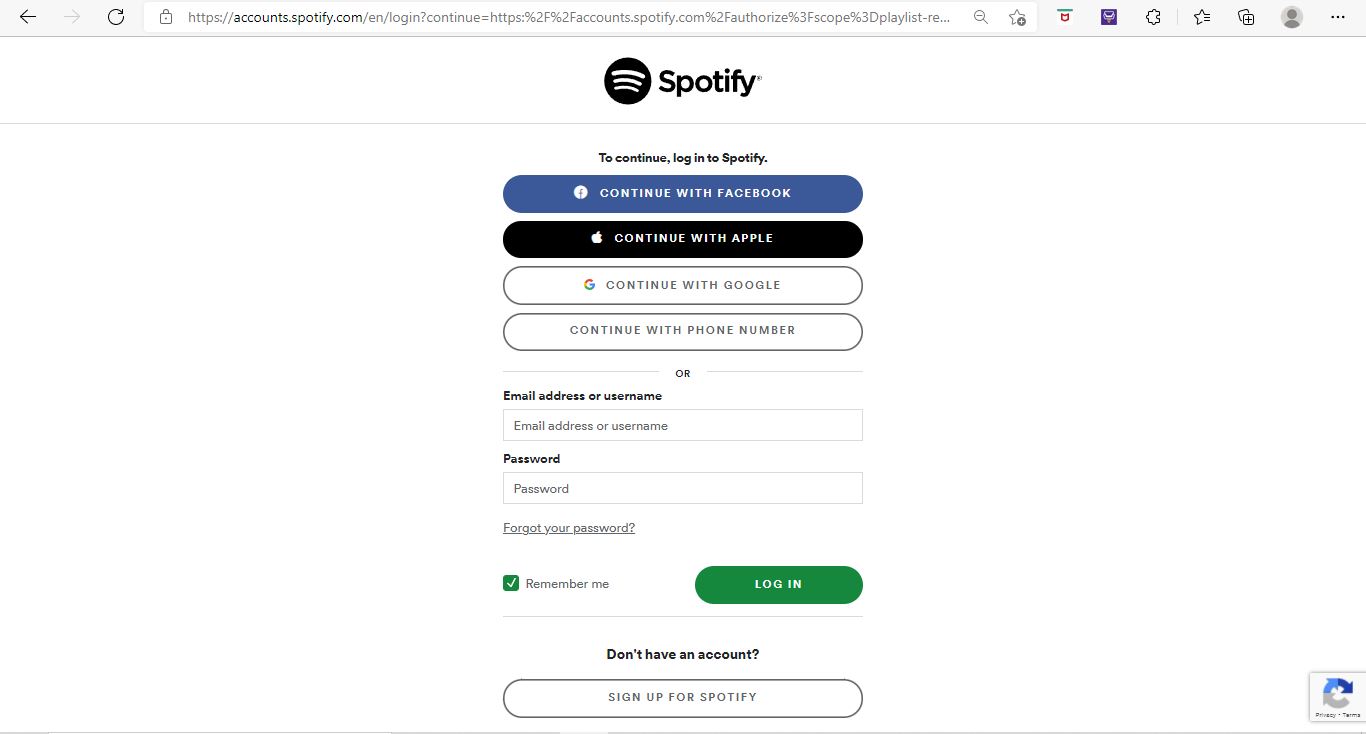 https://accounts.spotify.com/en/login?continue=https:%2F%2Faccounts.spotify.com%2Fauthorize%3Fscope%3Dplaylist-re...
Spotify®
To continue, log in to Spotify.
CONTINUE WITH FACEBOOK
CONTINUE WITH APPLE
CONTINUE WITH GOOGLE
CONTINUE WITH PHONE NUMBER
OR
Email address or username
Email address or username
Password
Password
Forgot your password?
Remember me
LOG IN
Don't have an account?
SIGN UP FOR SPOTIFY
Privacy - Terms